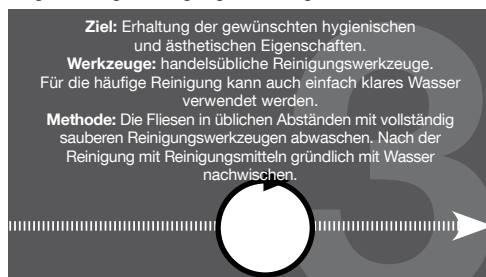 Ziel: Erhaltung der gewünschten hygienischen
und ästhetischen Eigenschaften.
Werkzeuge: handelsübliche Reinigungswerkzeuge.
Für die häufige Reinigung kann auch einfach klares Wasser
verwendet werden.
Methode: Die Fliesen in üblichen Abständen mit vollständig
sauberen Reinigungswerkzeugen abwaschen. Nach der
Reinigung mit Reinigungsmitteln gründlich mit Wasser
nachwischen.
3